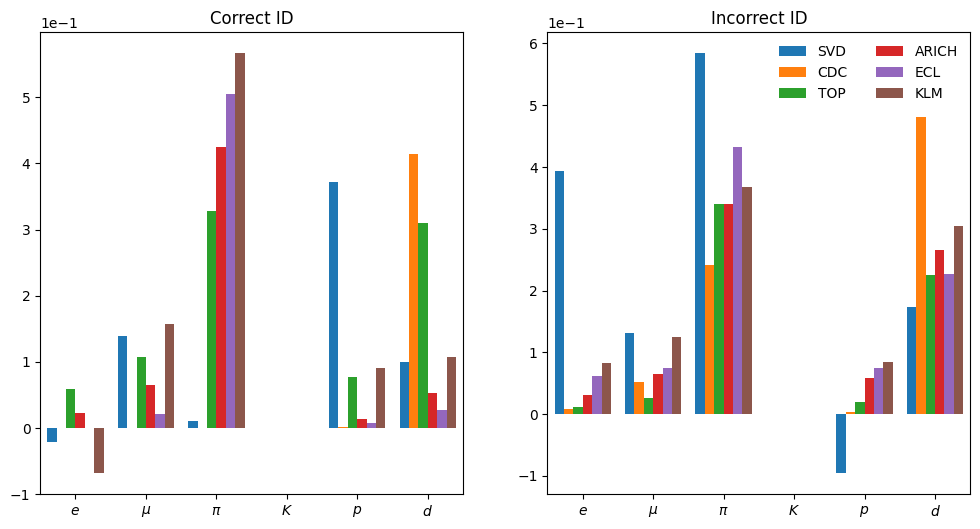 Correct ID
1e−1
5
4
3
2
1
0
−1
e μ π K p d
Incorrect ID
1e−1
6
5
4
3
2
1
0
−1
e μ π K p d
SVD ARICH
CDC ECL
TOP KLM